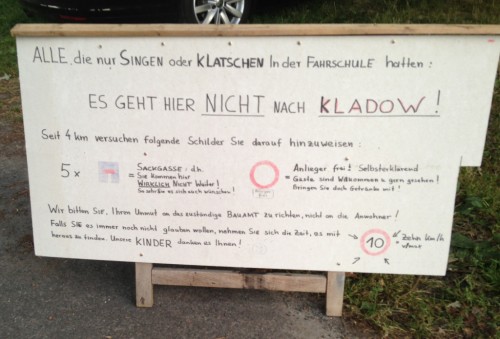 ALLE, die nur SINGEN oder KLATSCHEN In der FAHRSCHULE hatten:
ES GEHT HIER NICHT NACH KLADOW!
Seit 4 km versuchen folgende Schilder Sie darauf hinzuweisen:
5 x
= SACKGASSE: d.h.
Sie kommen hier
WIRKLICH NICHT Weiter!
= Anlieger frei! Selbsterklärend
Gäste sind Willkommen + gern gesehen!
Bringen Sie doch Getränke mit!
Wir bitten Sie, Ihren Unmut an das zuständige BAUAMT zu richten, nicht an die Anwohner!
Falls Sie es immer noch nicht glauben wollen, nehmen Sie sich die Zeit, es mit
10
= Zehn km/h
heraus zu finden. Unsere KINDER danken es Ihnen!